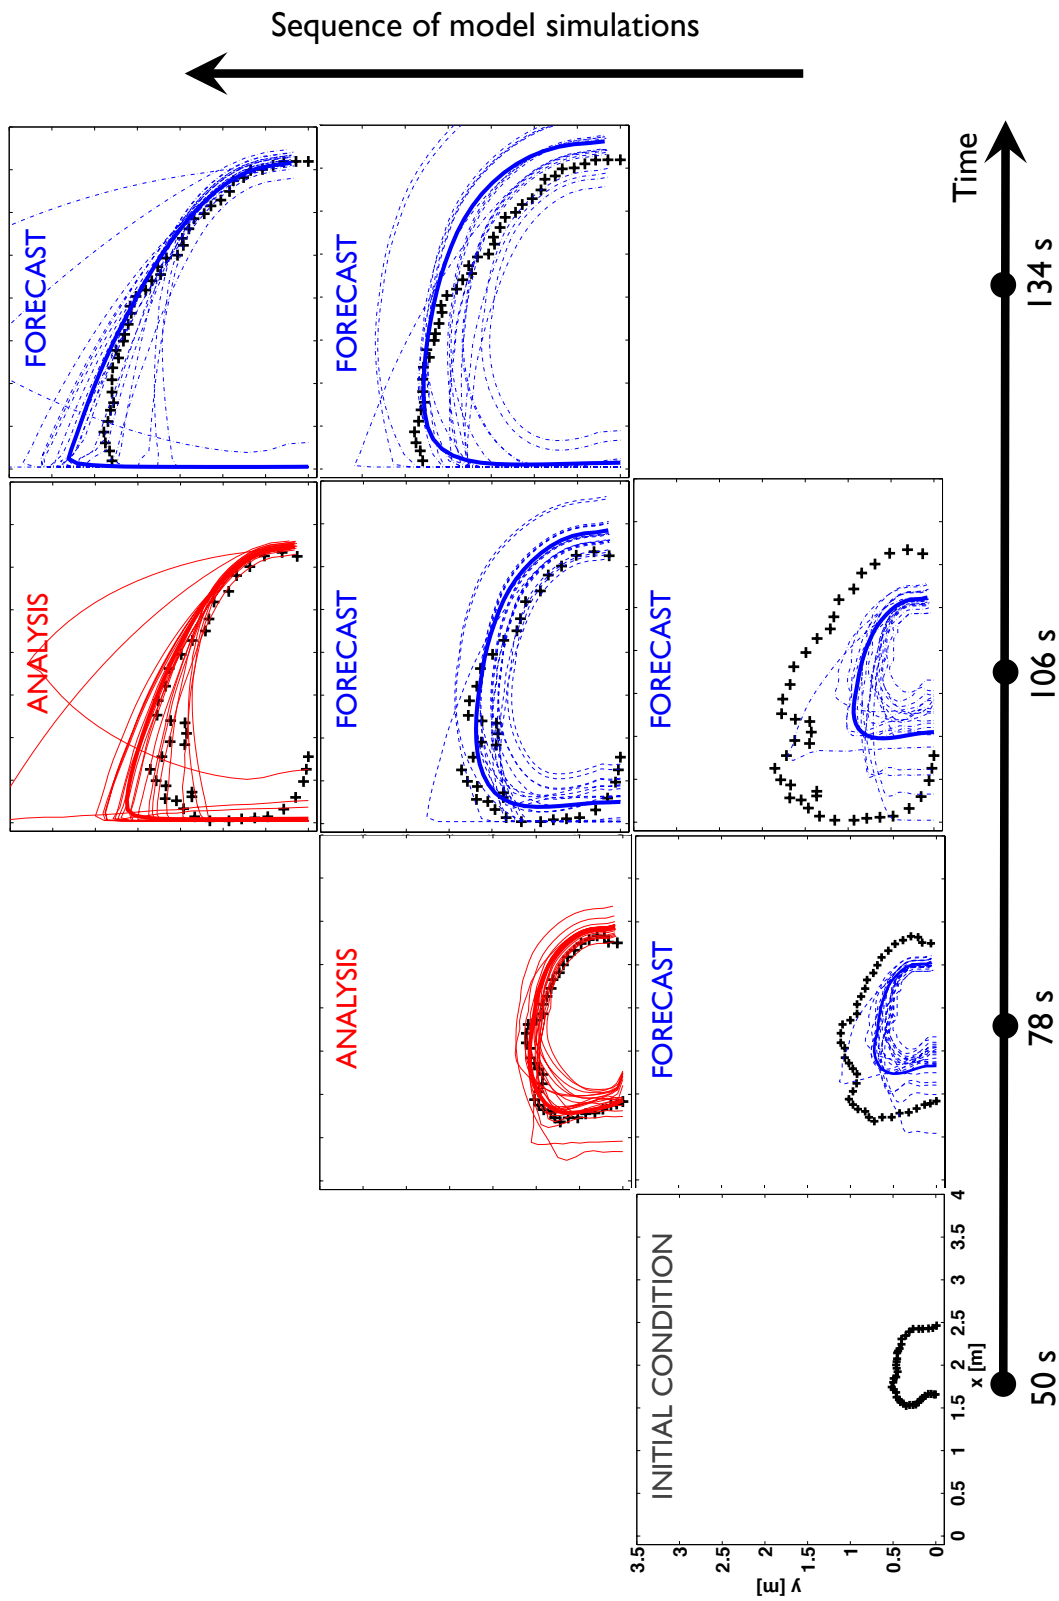 Sequence of model simulations
FORECAST
FORECAST
ANALYSIS
FORECAST
FORECAST
ANALYSIS
FORECAST
INITIAL CONDITION
3.5
3
2.5
2
1.5
1
0.5
0
y [m]
0
0.5
1
1.5
2
2.5
3
3.5
4
x [m]
50 s
78 s
106 s
134 s
Time